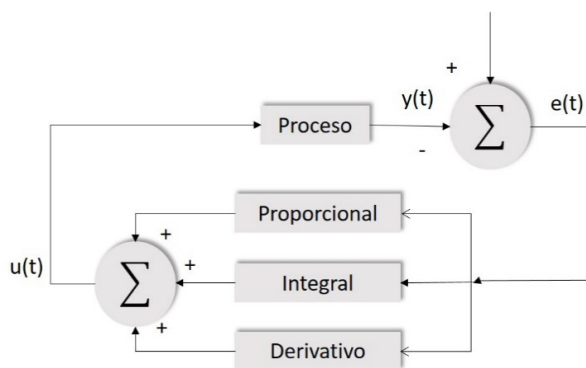 +
y(t)
e(t)
Proceso
Σ
-
Proporcional
+
u(t)
Σ
+
Integral
+
Derivativo